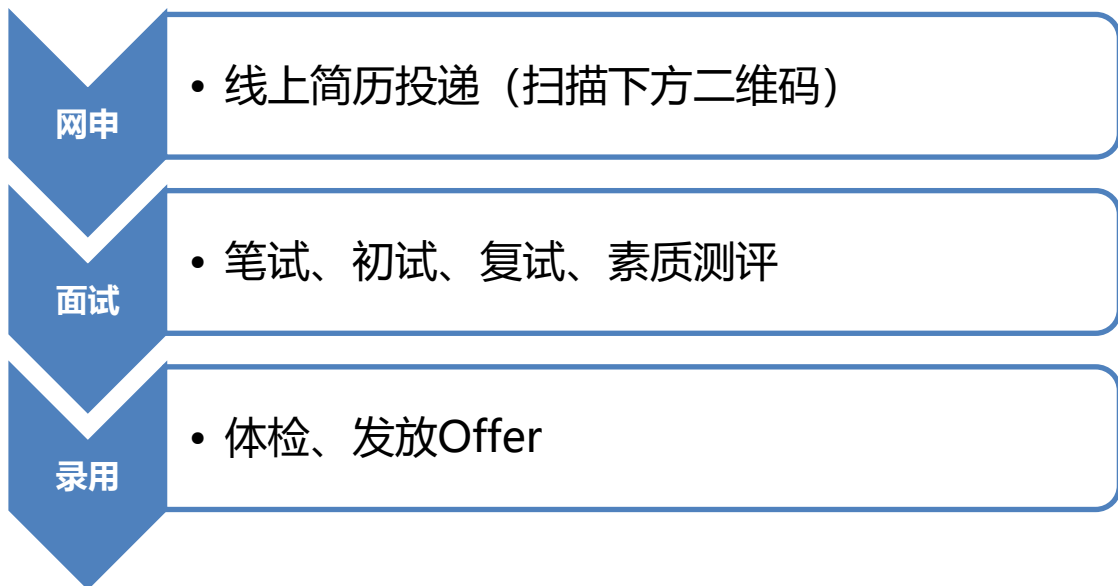 网申
• 线上简历投递（扫描下方二维码）
面试
• 笔试、初试、复试、素质测评
录用
• 体检、发放Offer